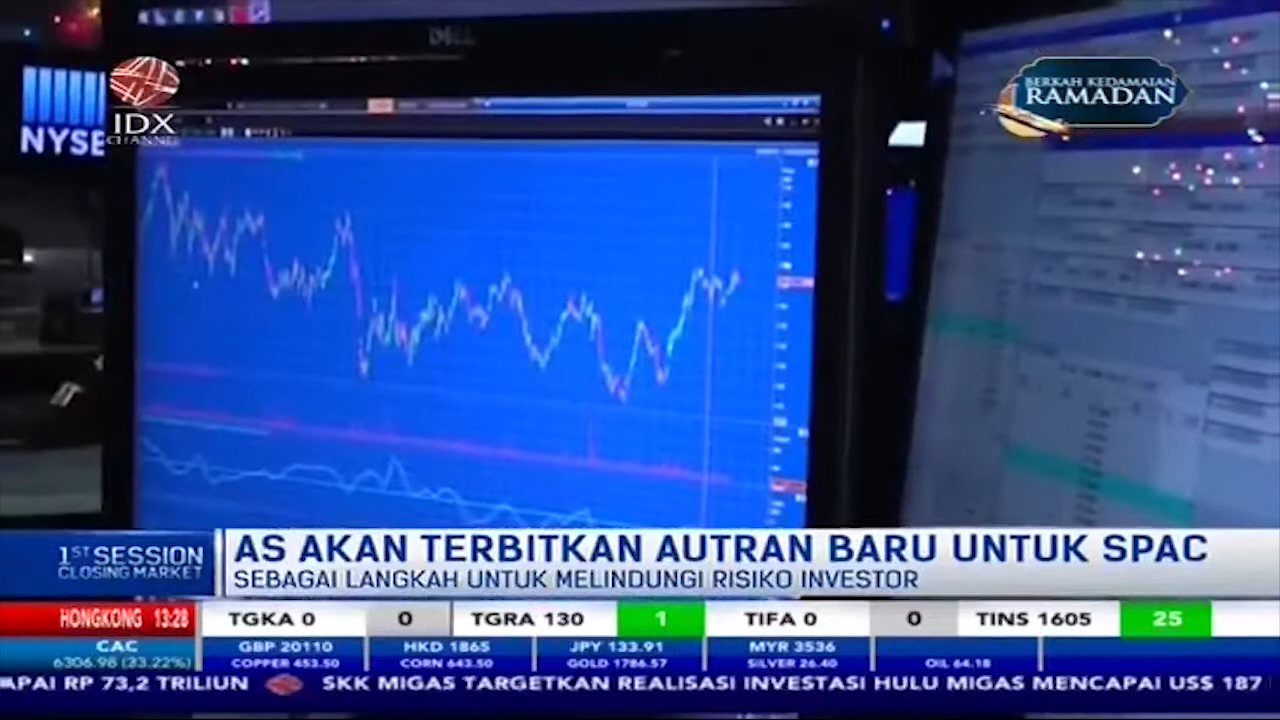 DELL
NYSE
IDX
CHANNEL
BERKAH KEDAMAIAN
RAMADAN
1ST SESSION
CLOSING MARKET
AS AKAN TERBITKAN AUTRAN BARU UNTUK SPAC
SEBAGAI LANGKAH UNTUK MELINDUNGI RISIKO INVESTOR
HONGKONG 13:28
TGKA 0 0 TGRA 130 1 TIFA 0 0 TINS 1605 25
CAC
6306.98 (33.22%)
GBP 20110 HKD 1865 JPY 133.91 MYR 3536
COPPER 453.50 CORN 643.50 GOLD 1786.57 SILVER 26.40 OIL 64.18
APAI RP 73,2 TRILIUN SKK MIGAS TARGETKAN REALISASI INVESTASI HULU MIGAS MENCAPAI US$ 187